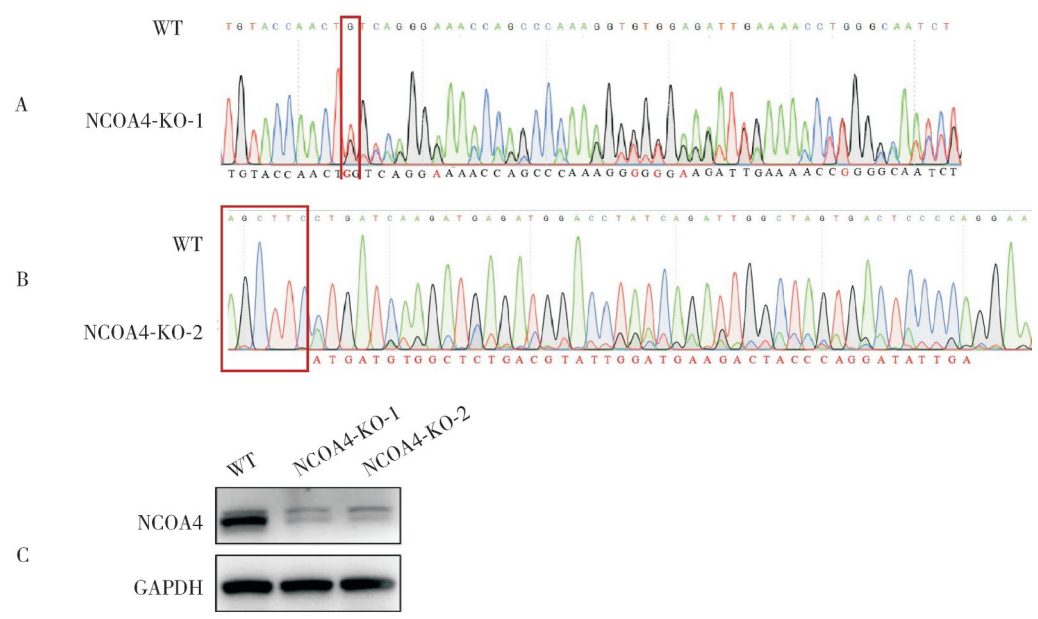 WT TGTACCAACTGTCAGGGAAACCAGCCCAAAGGTGTGGAGATTGAAAACCTGGGCAATCT
A
NCOA4-KO-1
TGTACCAACTGGTCAGGAAAACCAGCCCAAAGGGGGGAAGATTGAAAACCGGGGCAATCT
AGCTTCCTGATCAAGATGAGATGGACCTATCAGATTGGCTAGTGACTCCCCAGGAA
WT
B
NCOA4-KO-2
ATGATGTGGCTCTGACGTATTGGATGAAGACTACCCAGGATATTGA
WT NCOA4-KO-1 NCOA4-KO-2
NCOA4
C
GAPDH